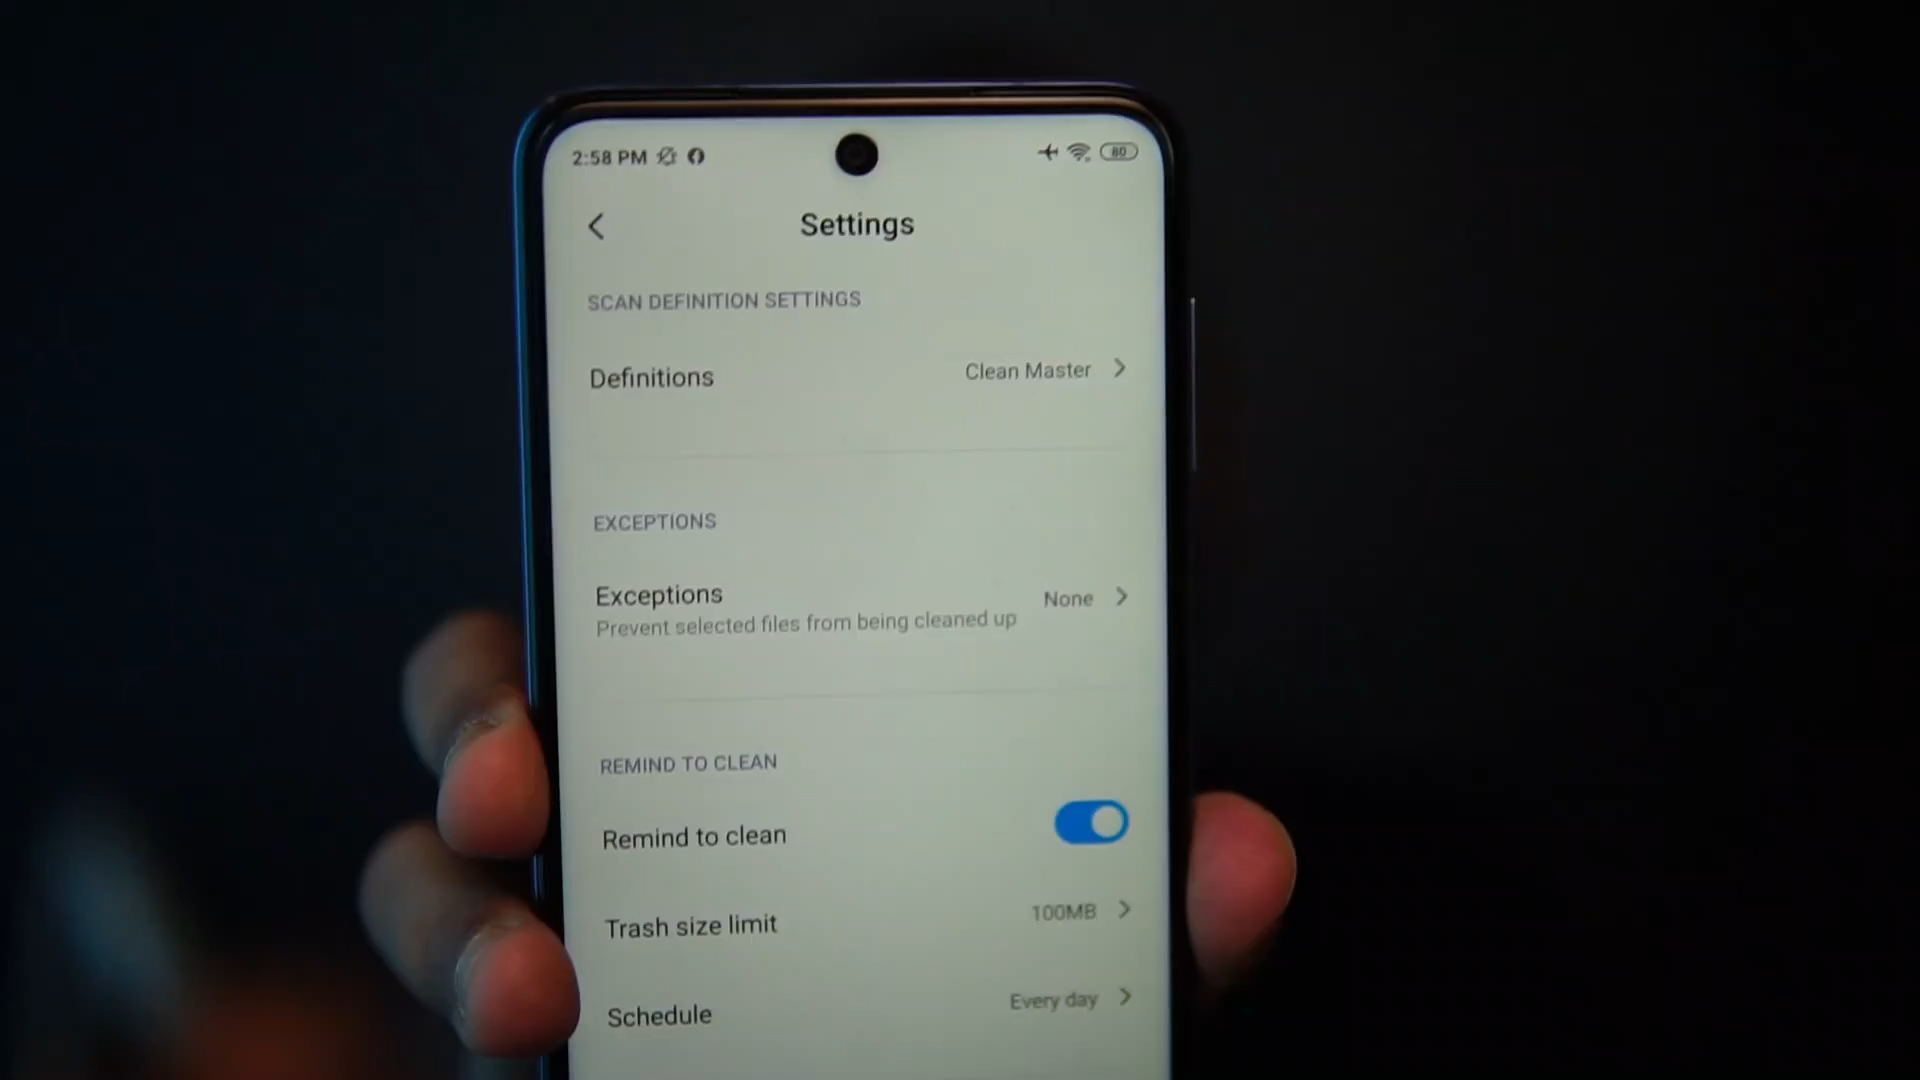 2:58 PM 80
Settings
SCAN DEFINITION SETTINGS
Definitions Clean Master
EXCEPTIONS
Exceptions None
Prevent selected files from being cleaned up
REMIND TO CLEAN
Remind to clean
Trash size limit 100MB
Schedule Every day